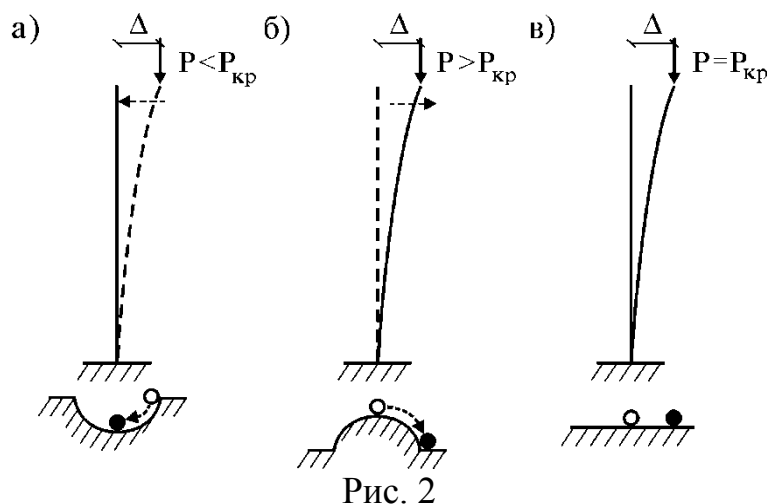 а) Δ P<Pкр
б) Δ P>Pкр
в) Δ P=Pкр
Рис. 2